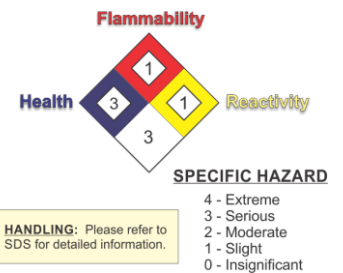 Flammability
1
Health
3
1
Reactivity
3
SPECIFIC HAZARD
4 - Extreme
3 - Serious
2 - Moderate
1 - Slight
0 - Insignificant
HANDLING: Please refer to
SDS for detailed information.